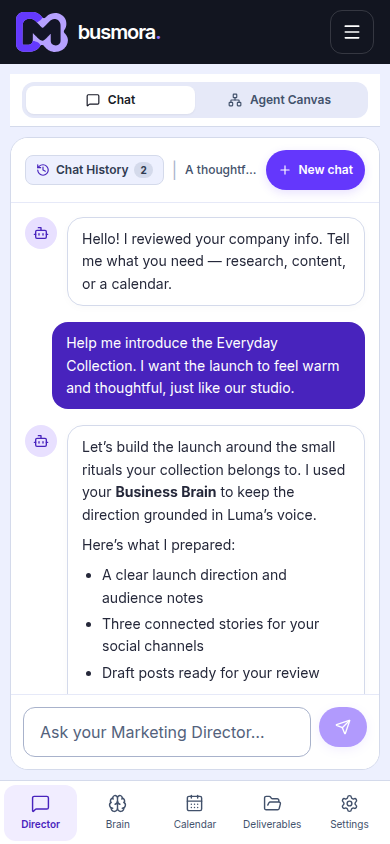 busmora.
Chat
Agent Canvas
Chat History 2
A thoughtf...
+ New chat
Hello! I reviewed your company info. Tell
me what you need — research, content,
or a calendar.
Help me introduce the Everyday
Collection. I want the launch to feel warm
and thoughtful, just like our studio.
Let’s build the launch around the small
rituals your collection belongs to. I used
your Business Brain to keep the
direction grounded in Luma’s voice.
Here’s what I prepared:
• A clear launch direction and
audience notes
• Three connected stories for your
social channels
• Draft posts ready for your review
Ask your Marketing Director...
Director
Brain
Calendar
Deliverables
Settings